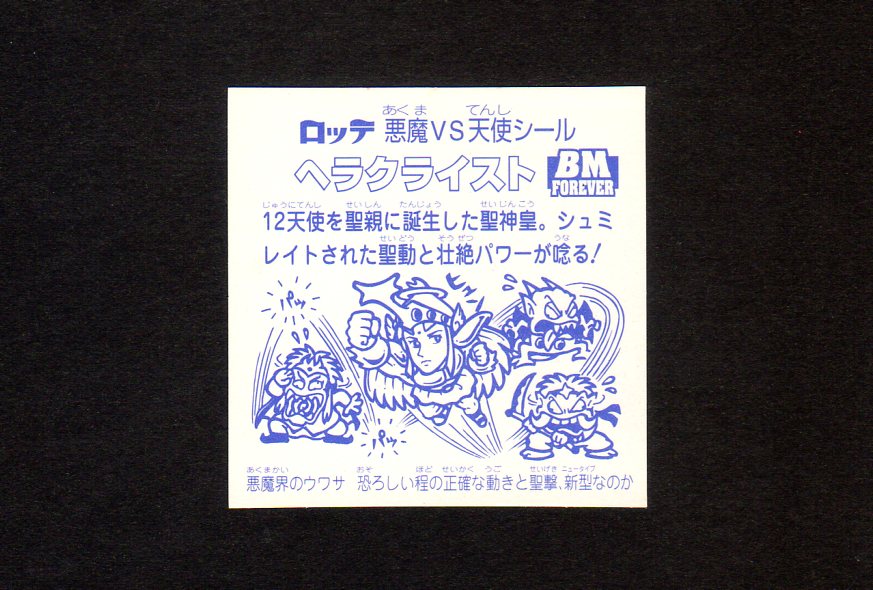 あくま てんし
ロッテ 悪魔VS天使シール
ヘラクライスト
BM
FOREVER
じゅうにてんし せいしん たんじょう せいじんこう
12天使を聖親に誕生した聖神皇。シュミ
せいどう そうぜつ うな
レイトされた聖動と壮絶パワーが唸る!
ヒュン
パッ
パッ
あくまかい おそ ほど せいかく うご せいげき ニュータイプ
悪魔界のウワサ 恐ろしい程の正確な動きと聖撃、新型なのか